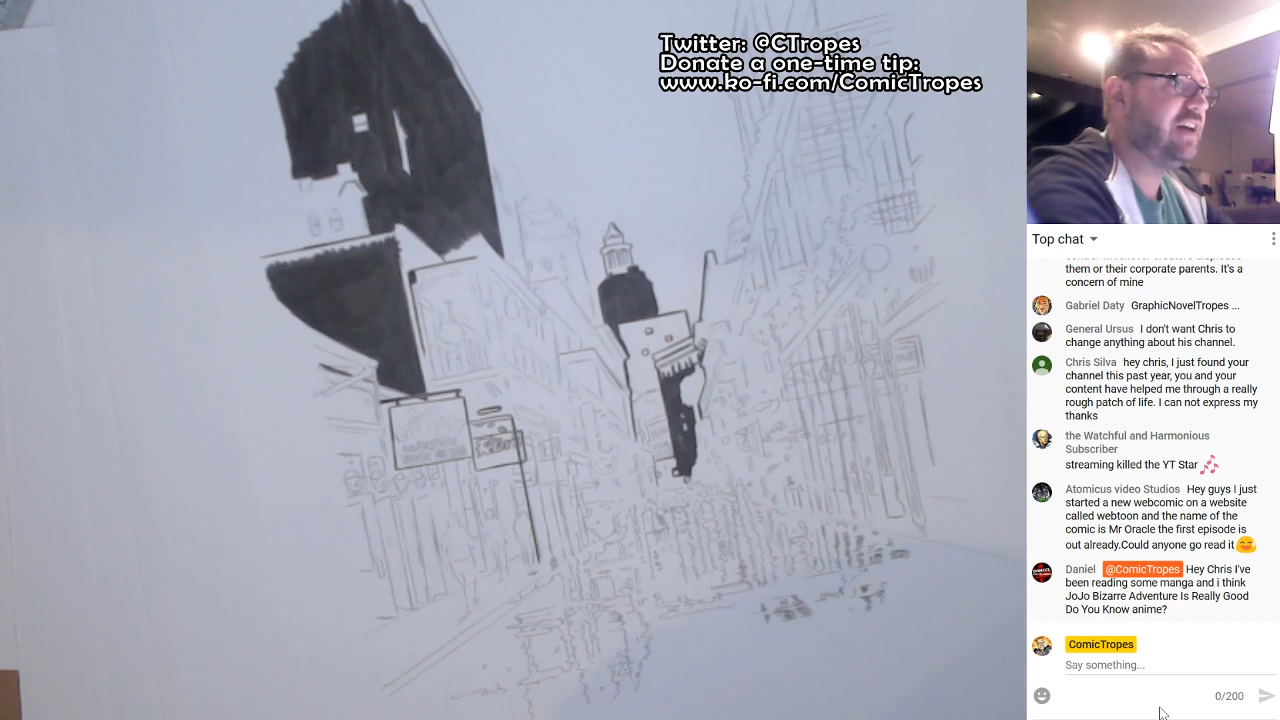 Twitter: @CTropes
Donate a one-time tip:
www.ko-fi.com/ComicTropes
Top chat
them or their corporate parents. It's a
concern of mine
Gabriel Daty GraphicNovelTropes ...
General Ursus I don't want Chris to
change anything about his channel.
Chris Silva hey chris, I just found your
channel this past year, you and your
content have helped me through a really
rough patch of life. I can not express my
thanks
the Watchful and Harmonious
Subscriber
streaming killed the YT Star
Atomicus video Studios Hey guys I just
started a new webcomic on a website
called webtoon and the name of the
comic is Mr Oracle the first episode is
out already.Could anyone go read it
Daniel @ComicTropes Hey Chris I've
been reading some manga and i think
JoJo Bizarre Adventure Is Really Good
Do You Know anime?
ComicTropes
Say something...
0/200